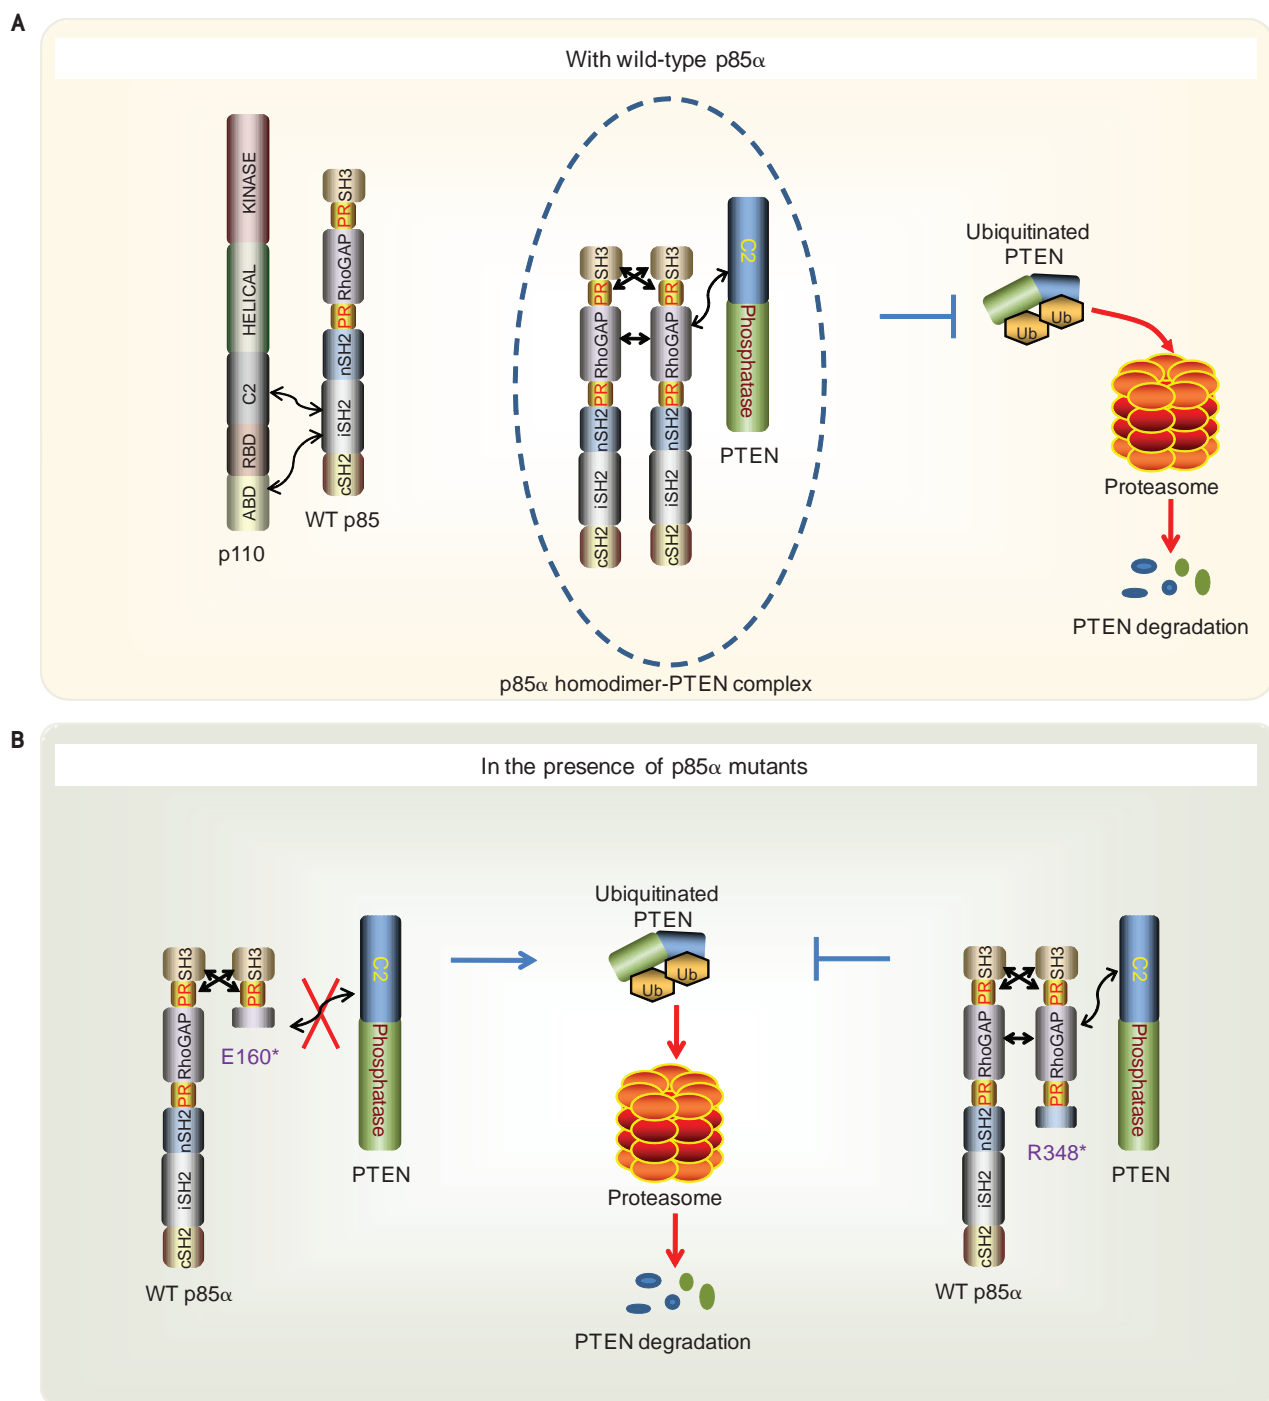 A
With wild-type p85α
KINASE
HELICAL
C2
RBD
ABD
p110
SH3
PR
RhoGAP
PR
nSH2
iSH2
cSH2
WT p85
SH3
PR
RhoGAP
PR
nSH2
iSH2
cSH2
SH3
PR
RhoGAP
PR
nSH2
iSH2
cSH2
C2
Phosphatase
PTEN
p85α homodimer-PTEN complex
Ubiquitinated
PTEN
Ub
Ub
Proteasome
PTEN degradation
B
In the presence of p85α mutants
SH3
PR
RhoGAP
PR
nSH2
iSH2
cSH2
WT p85α
SH3
PR
E160*
C2
Phosphatase
PTEN
Ubiquitinated
PTEN
Ub
Ub
Proteasome
PTEN degradation
SH3
PR
RhoGAP
PR
nSH2
iSH2
cSH2
WT p85α
SH3
PR
RhoGAP
PR
R348*
C2
Phosphatase
PTEN